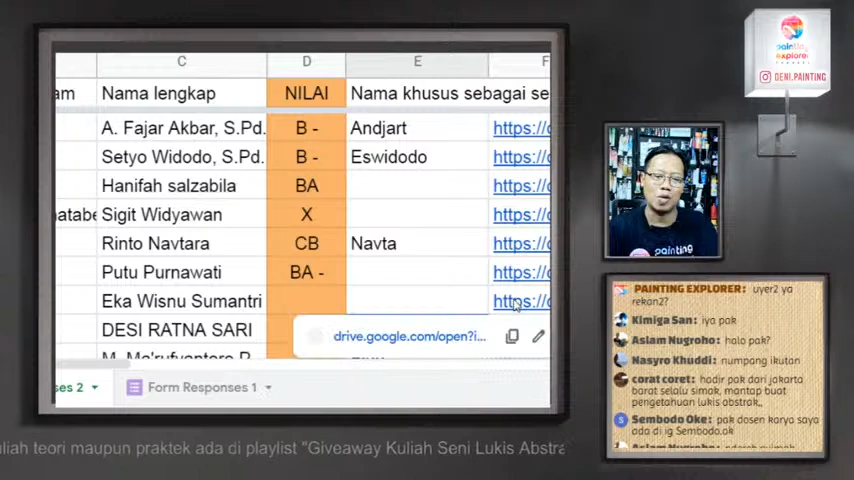 C D E F
am Nama lengkap NILAI Nama khusus sebagai se
A. Fajar Akbar, S.Pd. B - Andjart https://d
Setyo Widodo, S.Pd. B - Eswidodo https://d
Hanifah salzabila BA https://d
natabe Sigit Widyawan X https://d
Rinto Navtara CB Navta https://d
Putu Purnawati BA - https://d
Eka Wisnu Sumantri https://d
DESI RATNA SARI drive.google.com/open?i...
ses 2 Form Responses 1
uliah teori maupun praktek ada di playlist "Giveaway Kuliah Seni Lukis Abstra
painting
explorer
CHANNEL
DENI.PAINTING
painting
PAINTING EXPLORER: uyer2 ya
rekan2?
Kimiga San: iya pak
Aslam Nugroho: halo pak?
Nasyro Khuddi: numpang ikutan
corat coret: hadir pak dari jakarta
barat selalu simak, mantap buat
pengetahuan lukis abstrak,,
S Sembodo Oke: pak dosen karya saya
ada di ig Sembodo.ok